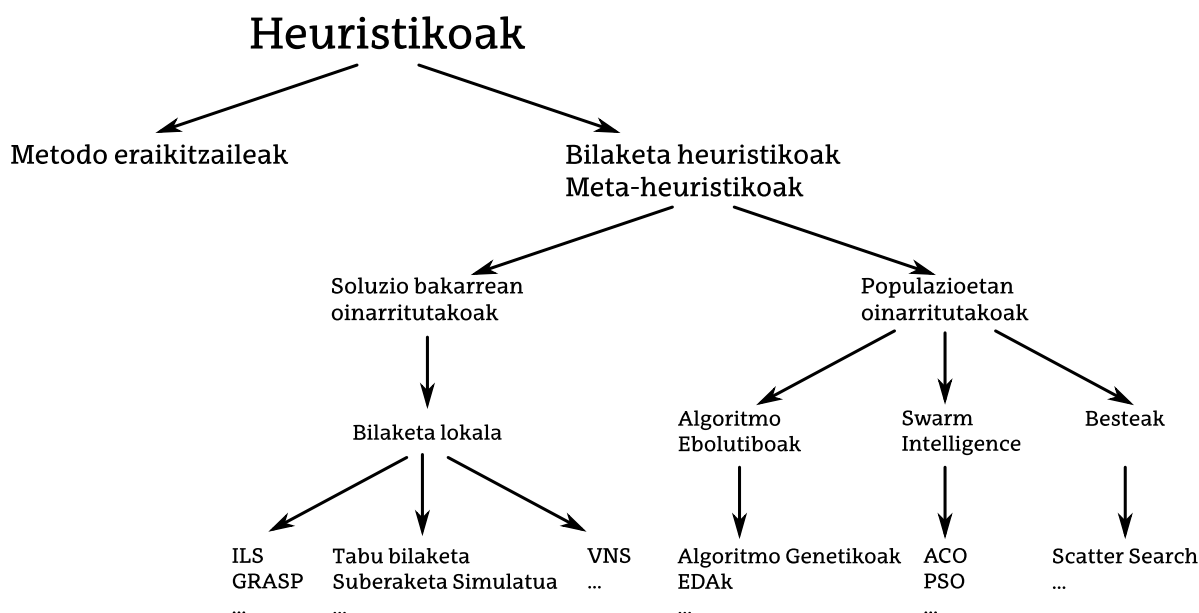 Heuristikoak
Metodo eraikitzaileak
Bilaketa heuristikoak
Meta-heuristikoak
Soluzio bakarrean
oinarritutakoak
Populazioetan
oinarritutakoak
Bilaketa lokala
Algoritmo
Ebolutiboak
Swarm
Intelligence
Besteak
ILS
GRASP
...
Tabu bilaketa
Suberaketa Simulatua
...
VNS
...
Algoritmo Genetikoak
EDAk
...
ACO
PSO
...
Scatter Search
...